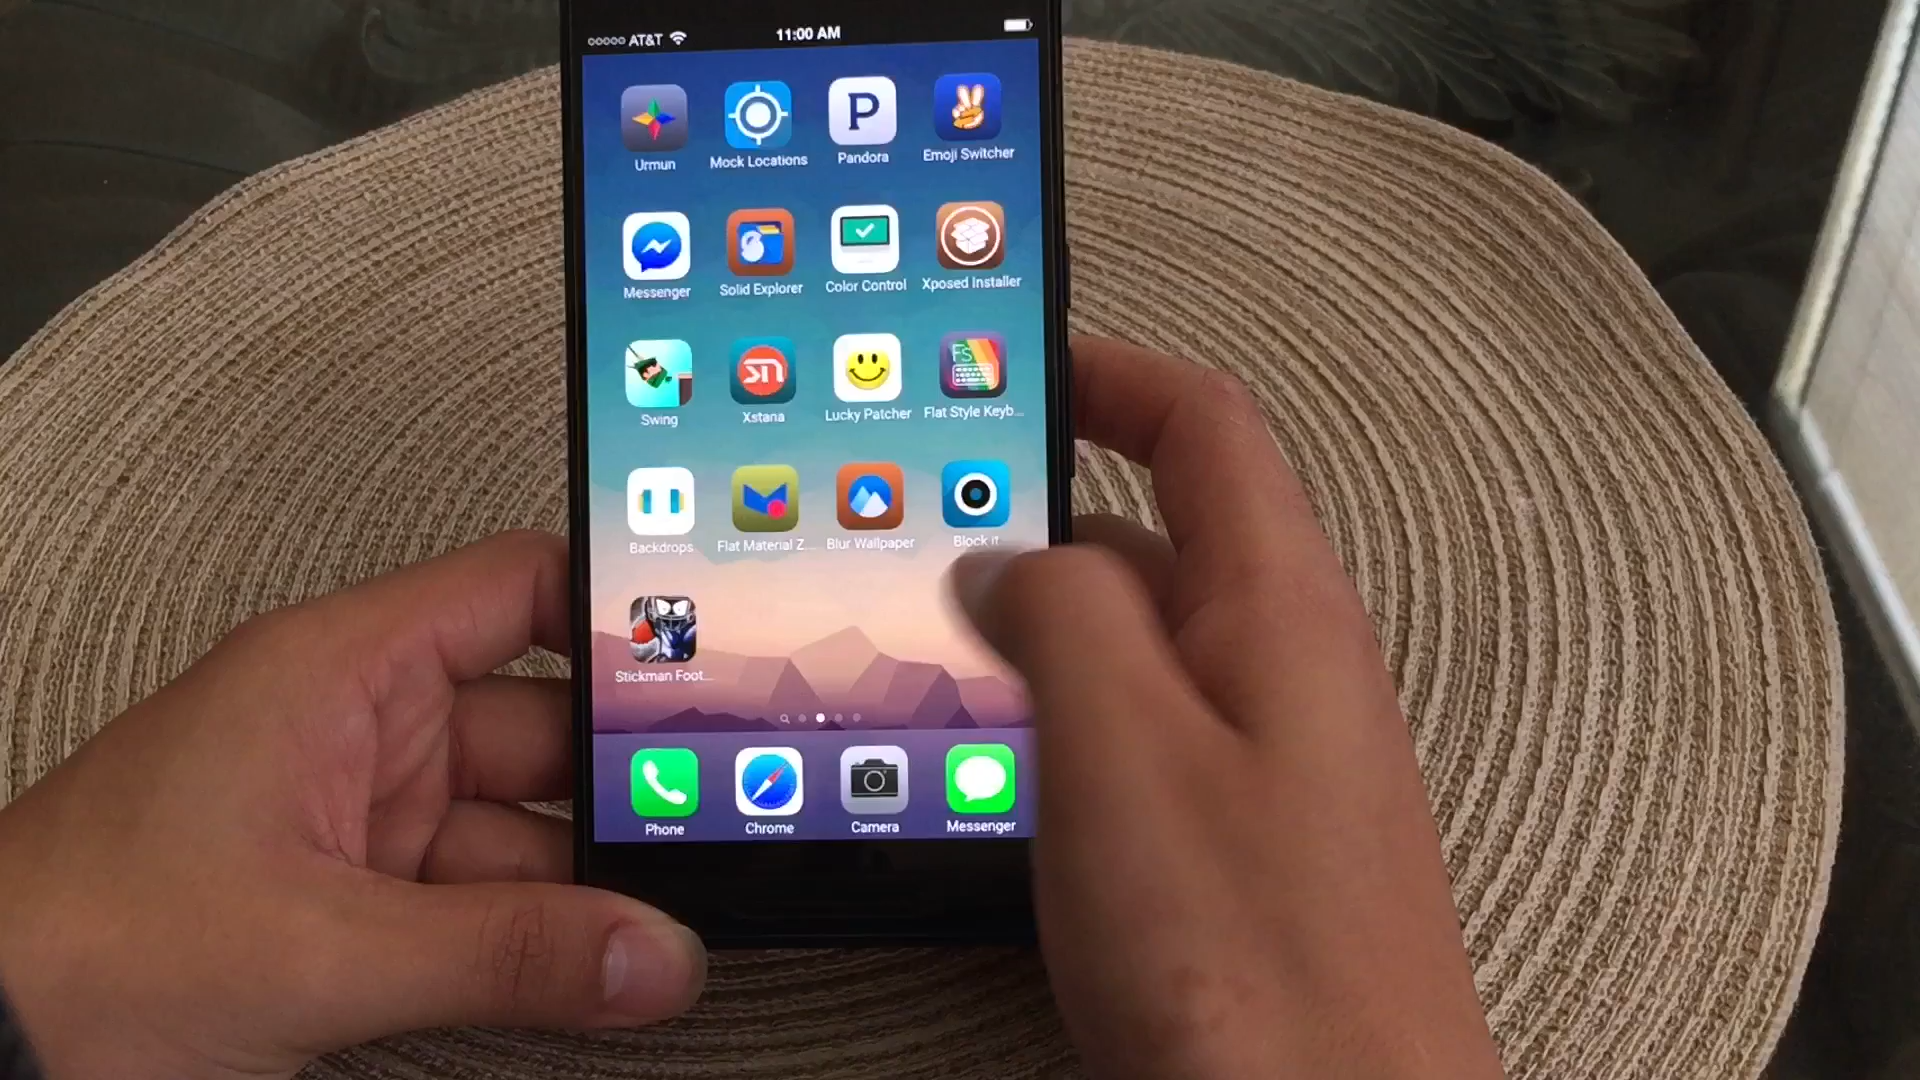 AT&T 11:00 AM
Urmun Mock Locations Pandora Emoji Switcher
Messenger Solid Explorer Color Control Xposed Installer
Swing Xstana Lucky Patcher Flat Style Keyb...
Backdrops Flat Material Z... Blur Wallpaper Block it
Stickman Foot...
Phone Chrome Camera Messenger